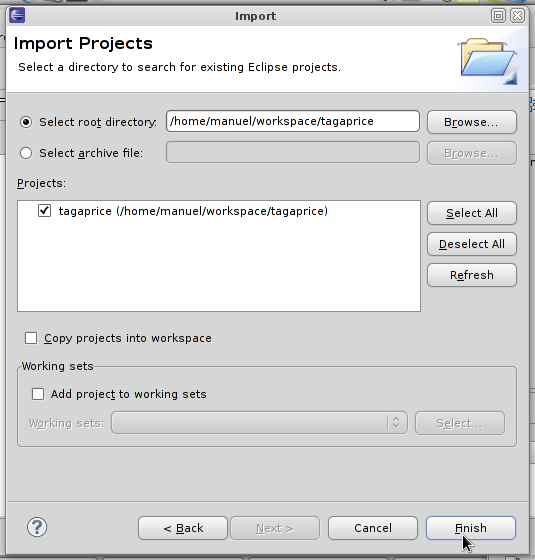 Import
Import Projects
Select a directory to search for existing Eclipse projects.
Select root directory: /home/manuel/workspace/tagaprice Browse...
Select archive file: Browse...
Projects:
tagaprice (/home/manuel/workspace/tagaprice)
Select All
Deselect All
Refresh
Copy projects into workspace
Working sets
Add project to working sets
Working sets: Select...
? < Back Next > Cancel Finish